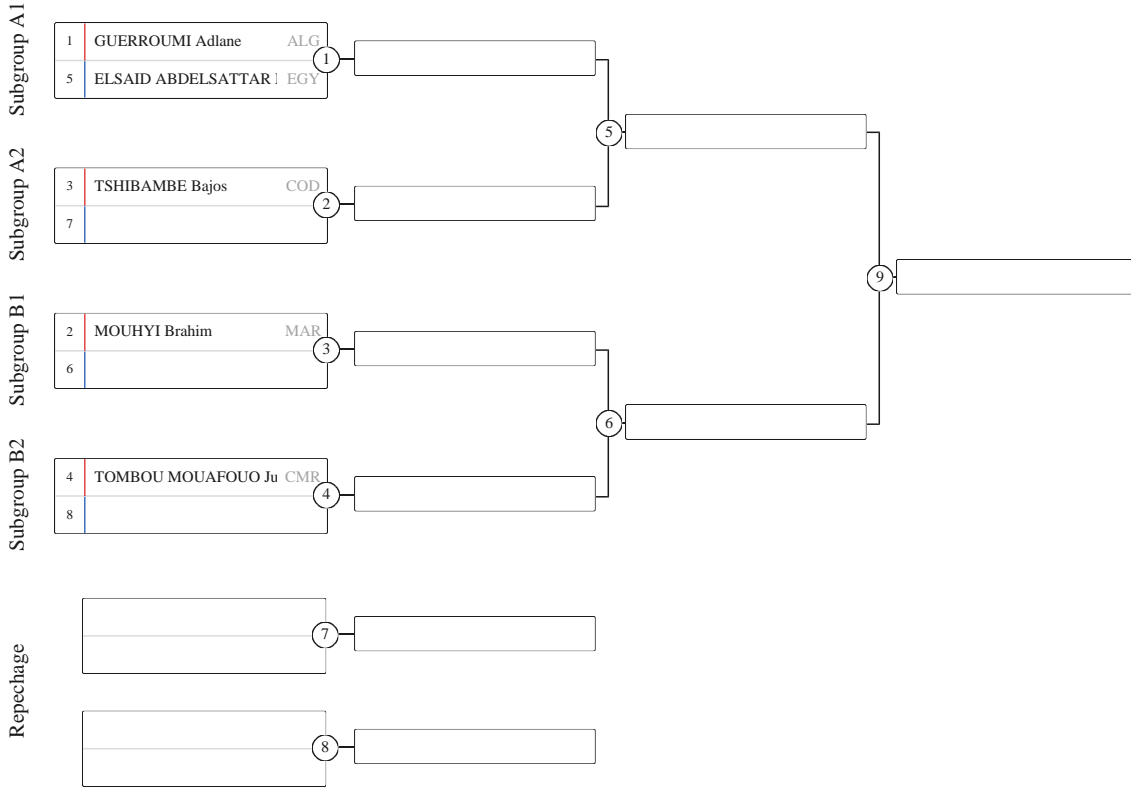 Subgroup A1
1 GUERROUMI Adlane ALG
5 ELSAID ABDELSATTAR EGY
1
5
Subgroup A2
3 TSHIBAMBE Bajos COD
7
2
9
Subgroup B1
2 MOUHYI Brahim MAR
6
3
6
Subgroup B2
4 TOMBOU MOUAFOUO Ju CMR
8
4
Repechage
7
8